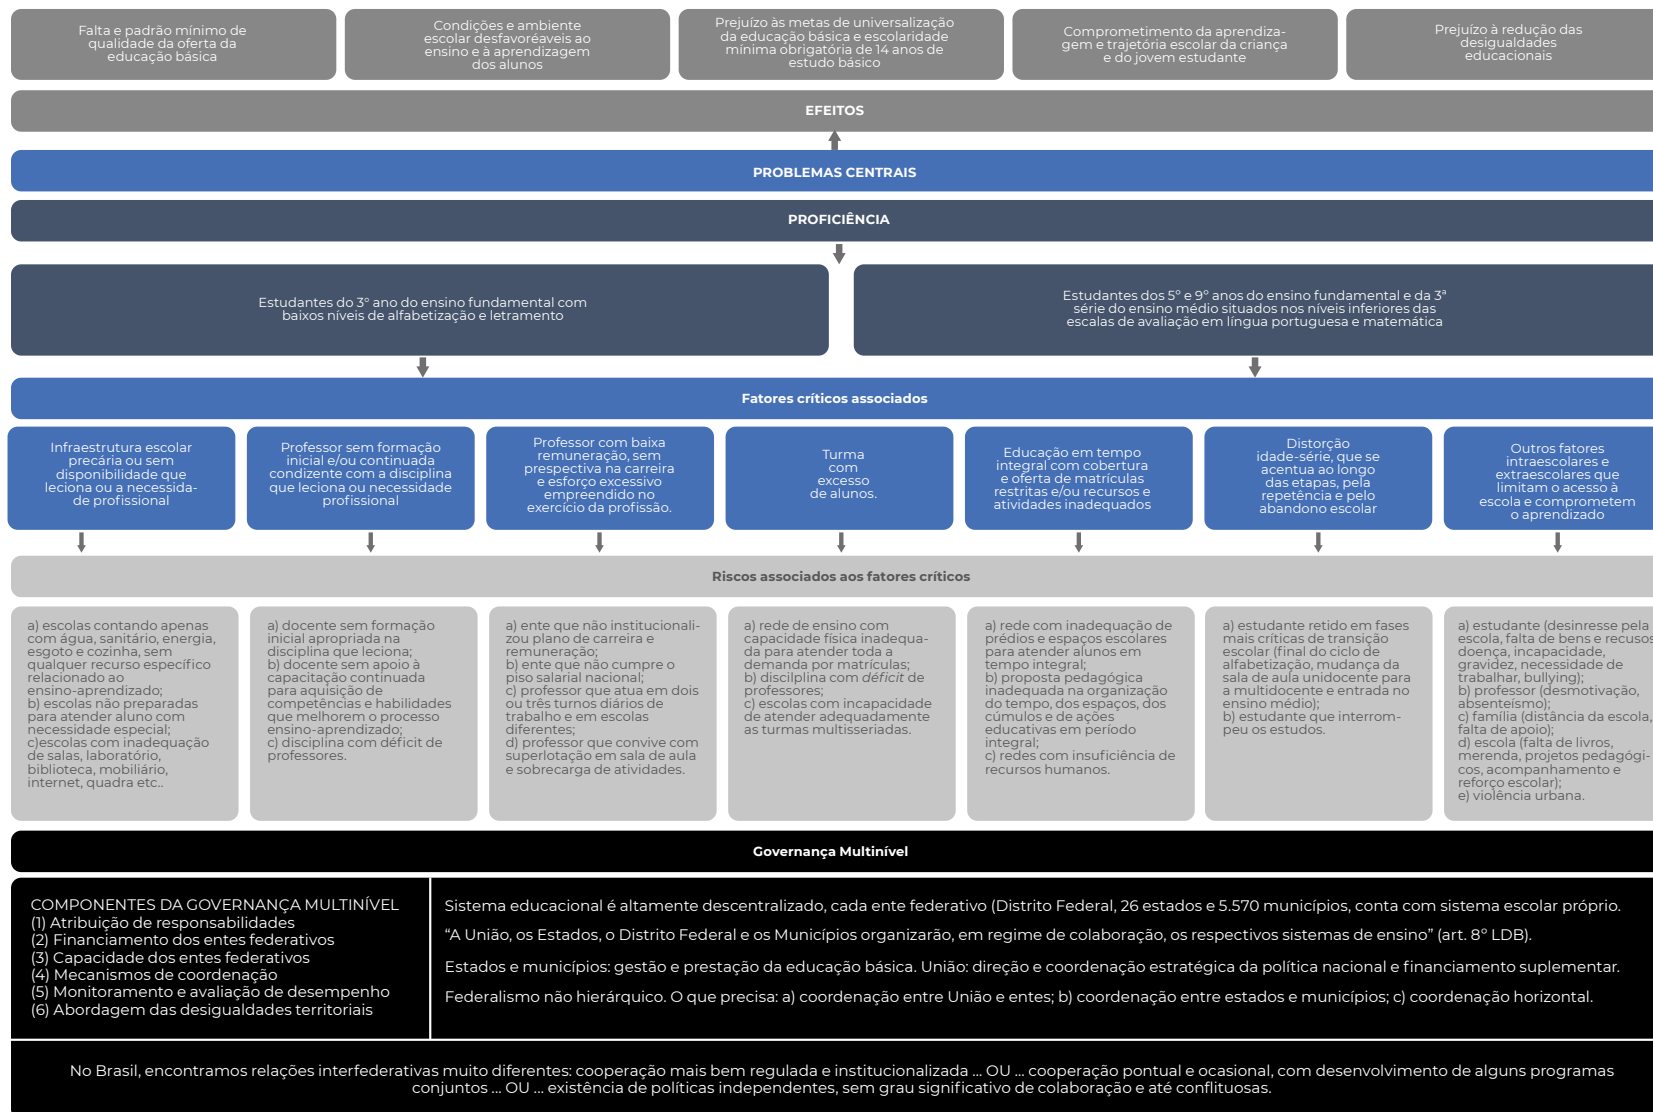 Falta e padrão mínimo de
qualidade da oferta da
educação básica
Condições e ambiente
escolar desfavoréaveis ao
ensino e à aprendizagem
dos alunos
Prejuízo às metas de universalização
da educação básica e escolaridade
mínima obrigatória de 14 anos de
estudo básico
Comprometimento da aprendiza-
gem e trajetória escolar da criança
e do jovem estudante
Prejuízo à redução das
desigualdades
educacionais
EFEITOS
PROBLEMAS CENTRAIS
PROFICIÊNCIA
Estudantes do 3° ano do ensino fundamental com
baixos níveis de alfabetização e letramento
Estudantes dos 5º e 9º anos do ensino fundamental e da 3ª
série do ensino médio situados nos níveis inferiores das
escalas de avaliação em língua portuguesa e matemática
Fatores críticos associados
Infraestrutura escolar
precária ou sem
disponibilidade que
leciona ou a necessida-
de profissional
Professor sem formação
inicial e/ou continuada
condizente com a disciplina
que leciona ou necessidade
profissional
Professor com baixa
remuneração, sem
prespectiva na carreira
e esforço excessivo
empreendido no
exercício da profissão.
Turma
com
excesso
de alunos.
Educação em tempo
integral com cobertura
e oferta de matrículas
restritas e/ou recursos e
atividades inadequados
Distorção
idade-série, que se
acentua ao longo
das etapas, pela
repetência e pelo
abandono escolar
Outros fatores
intraescolares e
extraescolares que
limitam o acesso à
escola e comprometem
o aprendizado
Riscos associados aos fatores críticos
a) escolas contando apenas
com água, sanitário, energia,
esgoto e cozinha, sem
qualquer recurso específico
relacionado ao
ensino-aprendizado;
b) escolas não preparadas
para atender aluno com
necessidade especial;
c)escolas com inadequação
de salas, laboratório,
biblioteca, mobiliário,
internet, quadra etc..
a) docente sem formação
inicial apropriada na
disciplina que leciona;
b) docente sem apoio à
capacitação continuada
para aquisição de
competências e habilidades
que melhorem o processo
ensino-aprendizado;
c) disciplina com déficit de
professores.
a) ente que não institucionali-
zou plano de carreira e
remuneração;
b) ente que não cumpre o
piso salarial nacional;
c) professor que atua em dois
ou três turnos diários de
trabalho e em escolas
diferentes;
d) professor que convive com
superlotação em sala de aula
e sobrecarga de atividades.
a) rede de ensino com
capacidade física inadequa-
da para atender toda a
demanda por matrículas;
b) discilplina com déficit de
professores;
c) escolas com incapacidade
de atender adequadamente
as turmas multisseriadas.
a) rede com inadequação de
prédios e espaços escolares
para atender alunos em
tempo integral;
b) proposta pedagógica
inadequada na organização
do tempo, dos espaços, dos
cúmulos e de ações
educativas em período
integral;
c) redes com insuficiência de
recursos humanos.
a) estudante retido em fases
mais críticas de transição
escolar (final do ciclo de
alfabetização, mudança da
sala de aula unidocente para
a multidocente e entrada no
ensino médio);
b) estudante que interrom-
peu os estudos.
a) estudante (desinresse pela
escola, falta de bens e recusos,
doença, incapacidade,
gravidez, necessidade de
trabalhar, bullying);
b) professor (desmotivação,
absenteísmo);
c) família (distância da escola,
falta de apoio);
d) escola (falta de livros,
merenda, projetos pedagógi-
cos, acompanhamento e
reforço escolar);
e) violência urbana.
Governança Multinível
COMPONENTES DA GOVERNANÇA MULTINÍVEL
(1) Atribuição de responsabilidades
(2) Financiamento dos entes federativos
(3) Capacidade dos entes federativos
(4) Mecanismos de coordenação
(5) Monitoramento e avaliação de desempenho
(6) Abordagem das desigualdades territoriais
Sistema educacional é altamente descentralizado, cada ente federativo (Distrito Federal, 26 estados e 5.570 municípios, conta com sistema escolar próprio.
“A União, os Estados, o Distrito Federal e os Municípios organizarão, em regime de colaboração, os respectivos sistemas de ensino” (art. 8º LDB).
Estados e municípios: gestão e prestação da educação básica. União: direção e coordenação estratégica da política nacional e financiamento suplementar.
Federalismo não hierárquico. O que precisa: a) coordenação entre União e entes; b) coordenação entre estados e municípios; c) coordenação horizontal.
No Brasil, encontramos relações interfederativas muito diferentes: cooperação mais bem regulada e institucionalizada ... OU ... cooperação pontual e ocasional, com desenvolvimento de alguns programas
conjuntos ... OU ... existência de políticas independentes, sem grau significativo de colaboração e até conflituosas.